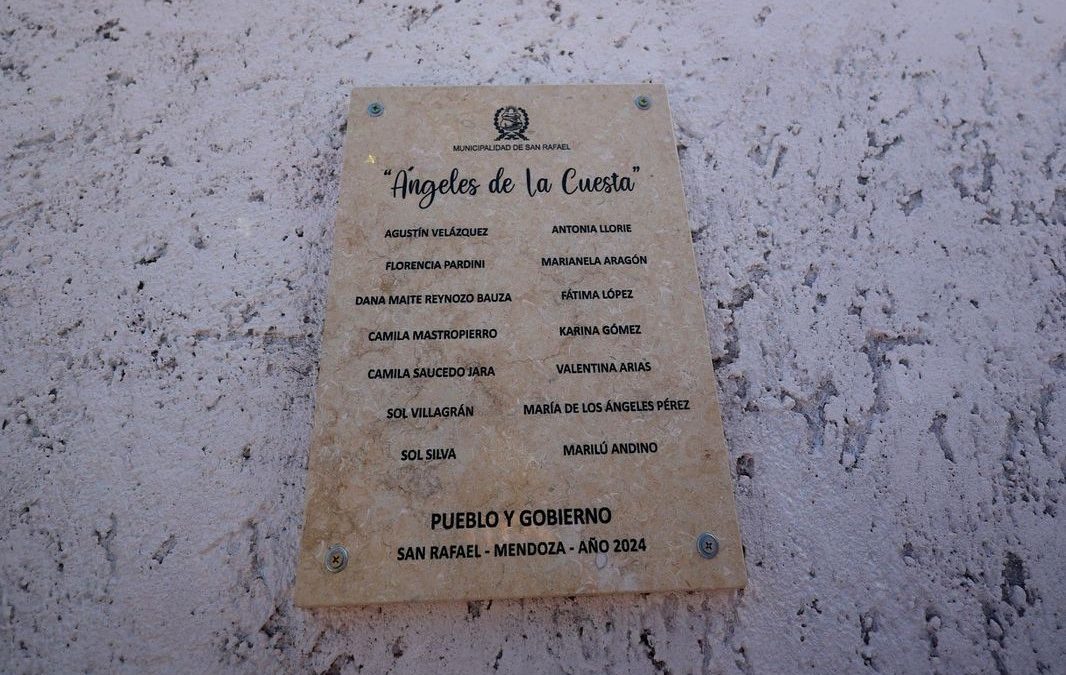 MUNICIPALIDAD DE SAN RAFAEL
"Ángeles de la Cuesta"
AGUSTÍN VELÁZQUEZ ANTONIA LLORIE
FLORENCIA PARDINI MARIANELA ARAGÓN
DANA MAITE REYNOZO BAUZA FÁTIMA LÓPEZ
CAMILA MASTROPIERRO KARINA GÓMEZ
CAMILA SAUCEDO JARA VALENTINA ARIAS
SOL VILLAGRÁN MARÍA DE LOS ÁNGELES PÉREZ
SOL SILVA MARILÚ ANDINO
PUEBLO Y GOBIERNO
SAN RAFAEL - MENDOZA - AÑO 2024